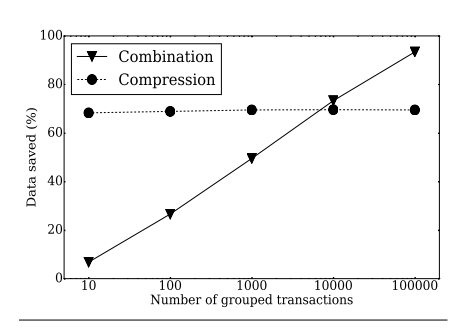 100
80
60
40
20
0
Data saved (%)
Combination
Compression
10 100 1000 10000 100000
Number of grouped transactions